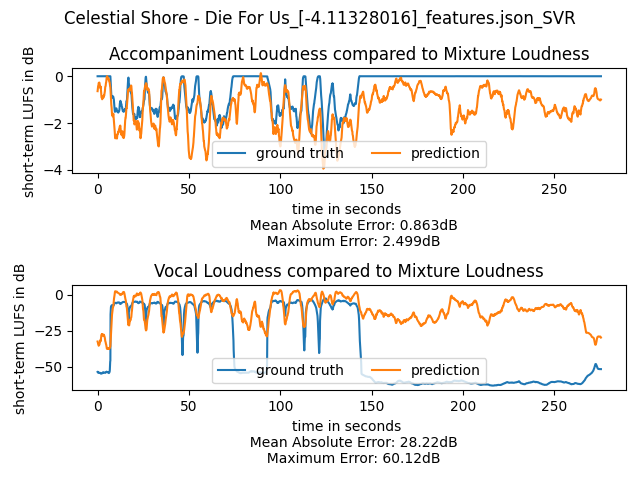 Celestial Shore - Die For Us_[-4.11328016]_features.json_SVR
Accompaniment Loudness compared to Mixture Loudness
short-term LUFS in dB
0
−2
−4
ground truth prediction
0 50 100 150 200 250
time in seconds
Mean Absolute Error: 0.863dB
Maximum Error: 2.499dB
Vocal Loudness compared to Mixture Loudness
short-term LUFS in dB
0
−25
−50
ground truth prediction
0 50 100 150 200 250
time in seconds
Mean Absolute Error: 28.22dB
Maximum Error: 60.12dB